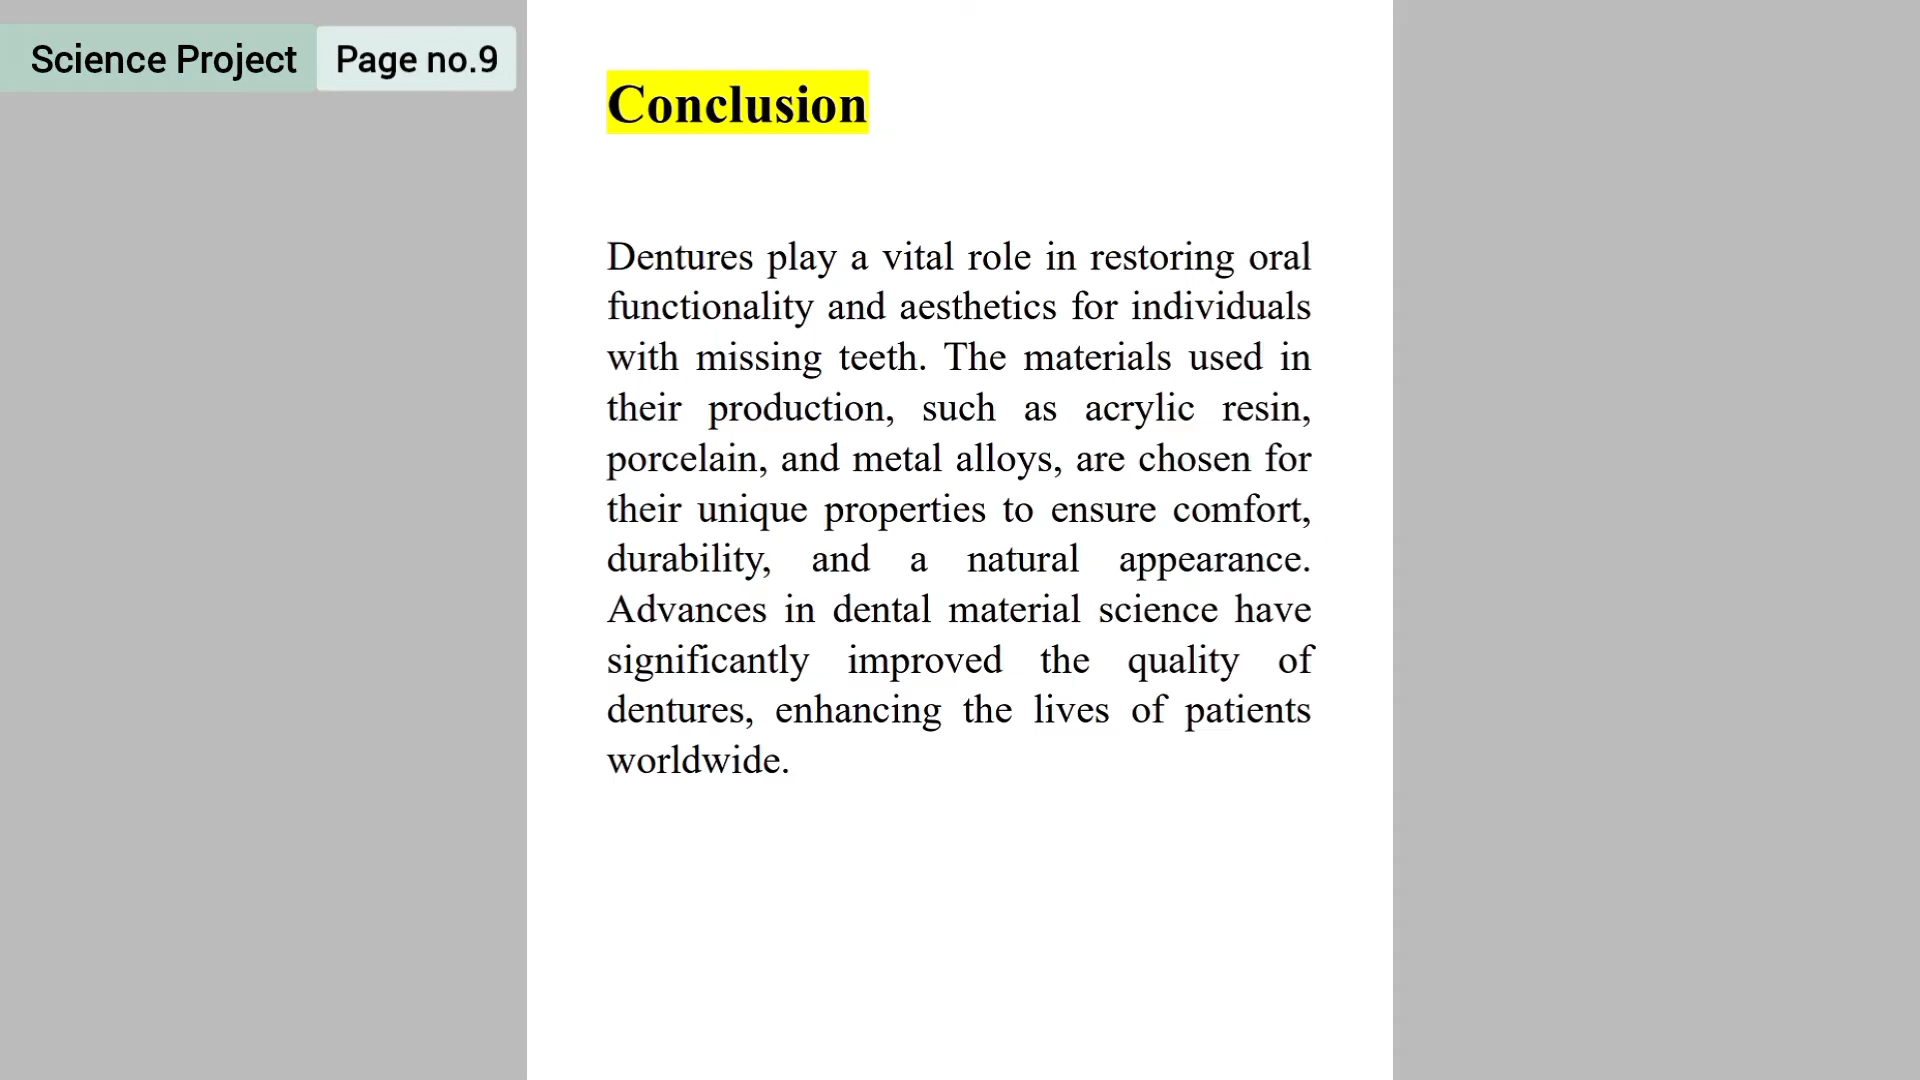 Science Project Page no.9
Conclusion
Dentures play a vital role in restoring oral
functionality and aesthetics for individuals
with missing teeth. The materials used in
their production, such as acrylic resin,
porcelain, and metal alloys, are chosen for
their unique properties to ensure comfort,
durability, and a natural appearance.
Advances in dental material science have
significantly improved the quality of
dentures, enhancing the lives of patients
worldwide.